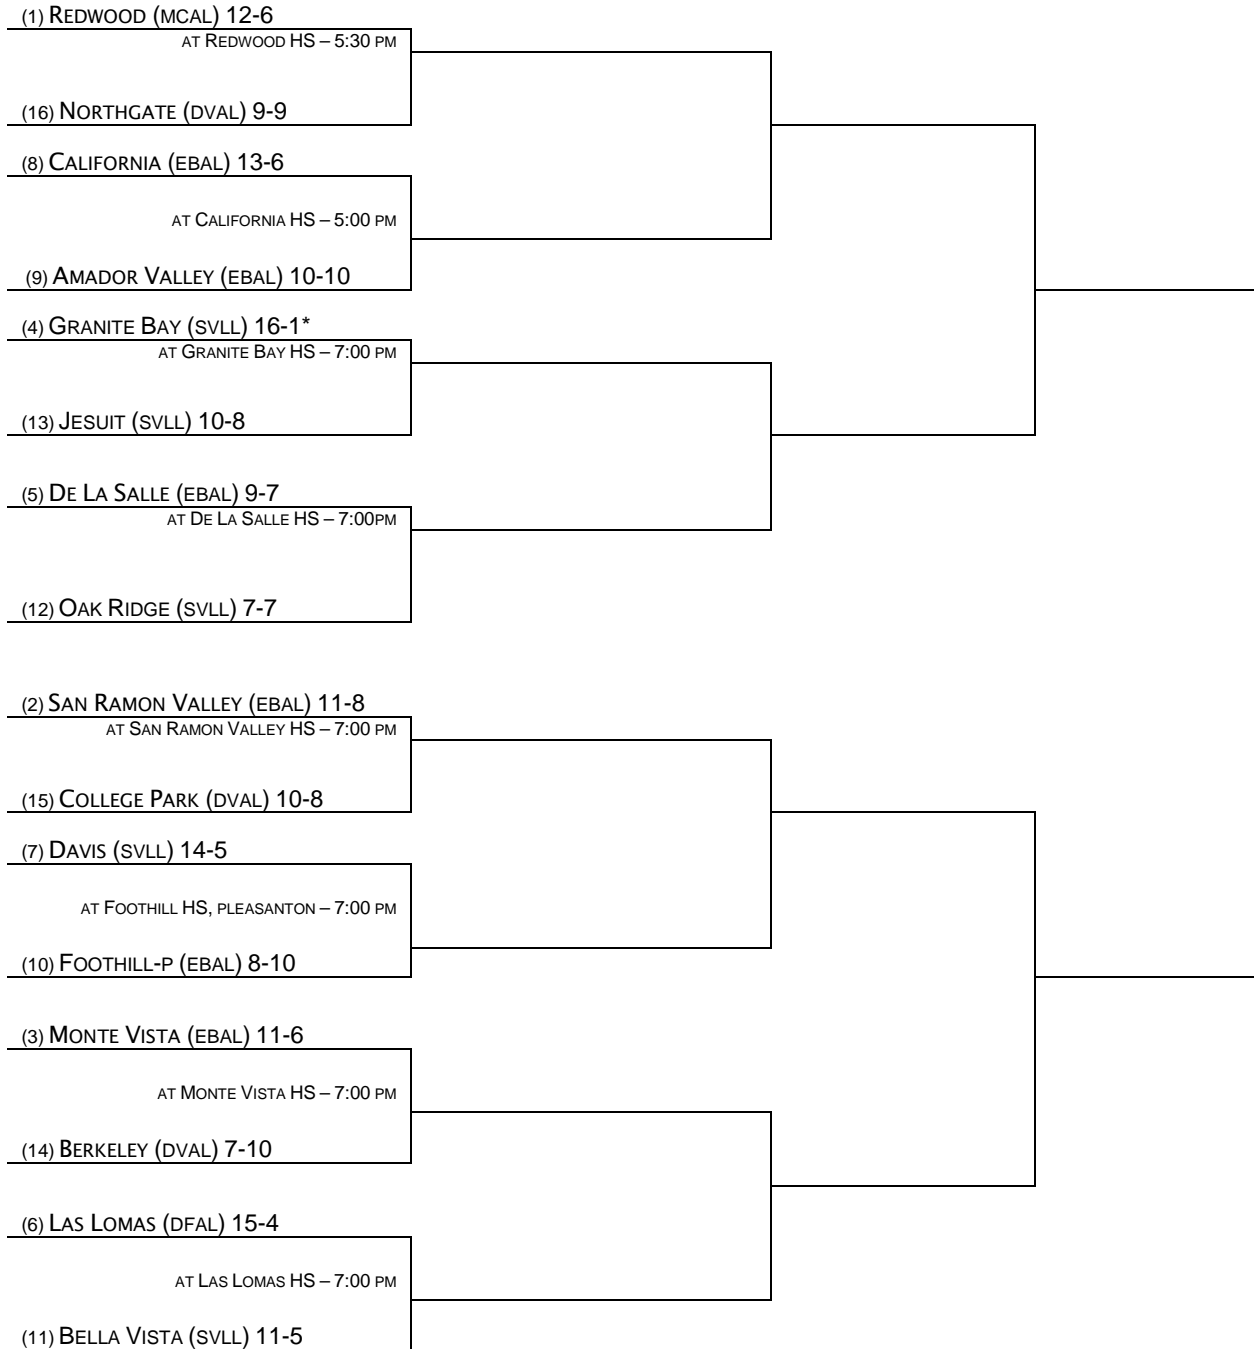 (1) REDWOOD (MCAL) 12-6
AT REDWOOD HS – 5:30 PM
(16) NORTHGATE (DVAL) 9-9
(8) CALIFORNIA (EBAL) 13-6
AT CALIFORNIA HS – 5:00 PM
(9) AMADOR VALLEY (EBAL) 10-10
(4) GRANITE BAY (SVLL) 16-1*
AT GRANITE BAY HS – 7:00 PM
(13) JESUIT (SVLL) 10-8
(5) DE LA SALLE (EBAL) 9-7
AT DE LA SALLE HS – 7:00PM
(12) OAK RIDGE (SVLL) 7-7
(2) SAN RAMON VALLEY (EBAL) 11-8
AT SAN RAMON VALLEY HS – 7:00 PM
(15) COLLEGE PARK (DVAL) 10-8
(7) DAVIS (SVLL) 14-5
AT FOOTHILL HS, PLEASANTON – 7:00 PM
(10) FOOTHILL-P (EBAL) 8-10
(3) MONTE VISTA (EBAL) 11-6
AT MONTE VISTA HS – 7:00 PM
(14) BERKELEY (DVAL) 7-10
(6) LAS LOMAS (DFAL) 15-4
AT LAS LOMAS HS – 7:00 PM
(11) BELLA VISTA (SVLL) 11-5